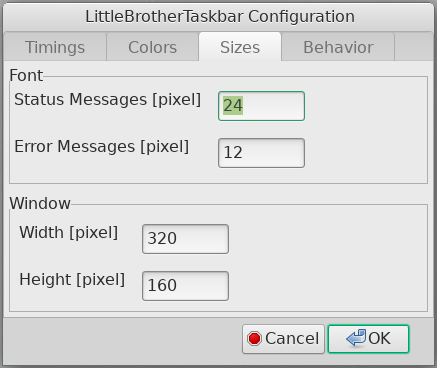 LittleBrotherTaskbar Configuration
Timings Colors Sizes Behavior
Font
Status Messages [pixel] 24
Error Messages [pixel] 12
Window
Width [pixel] 320
Height [pixel] 160
Cancel OK